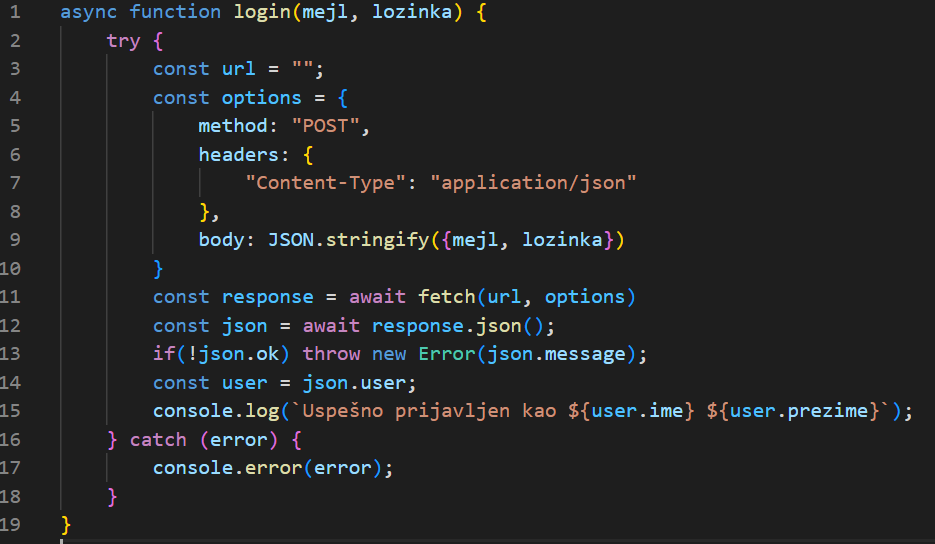 1 async function login(mejl, lozinka) {
2 try {
3 const url = "";
4 const options = {
5 method: "POST",
6 headers: {
7 "Content-Type": "application/json"
8 },
9 body: JSON.stringify({mejl, lozinka})
10 }
11 const response = await fetch(url, options)
12 const json = await response.json();
13 if(!json.ok) throw new Error(json.message);
14 const user = json.user;
15 console.log(`Uspešno prijavljen kao ${user.ime} ${user.prezime}`);
16 } catch (error) {
17 console.error(error);
18 }
19 }